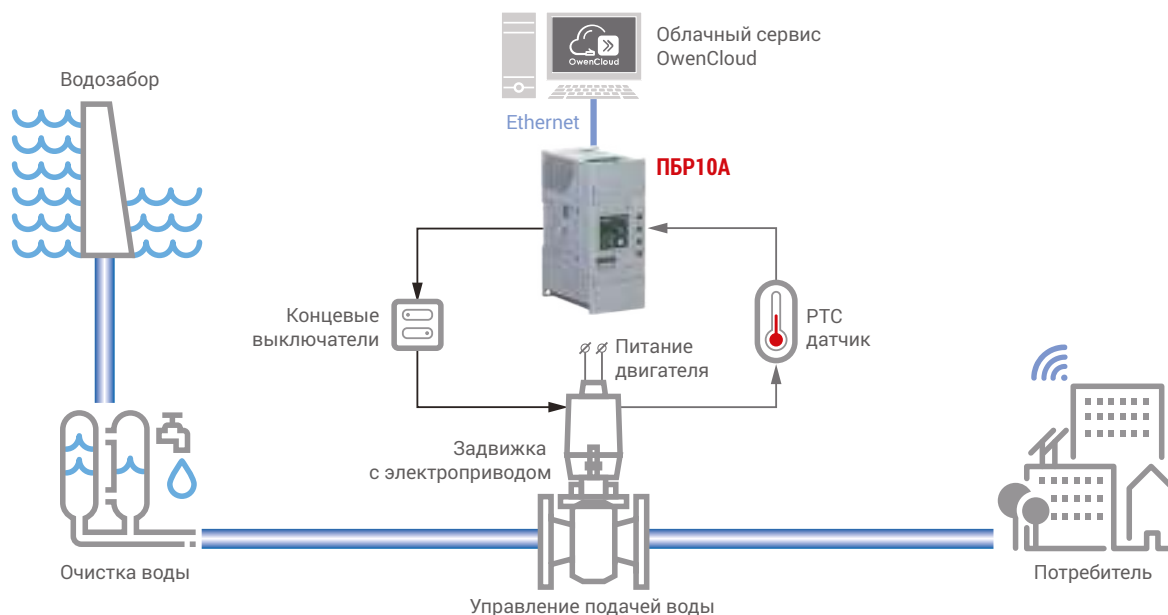 Облачный сервис
OwenCloud
OwenCloud
Водозабор
Ethernet
ПБР10А
Концевые
выключатели
РТС
датчик
Питание
двигателя
Задвижка
с электроприводом
Очистка воды
Потребитель
Управление подачей воды